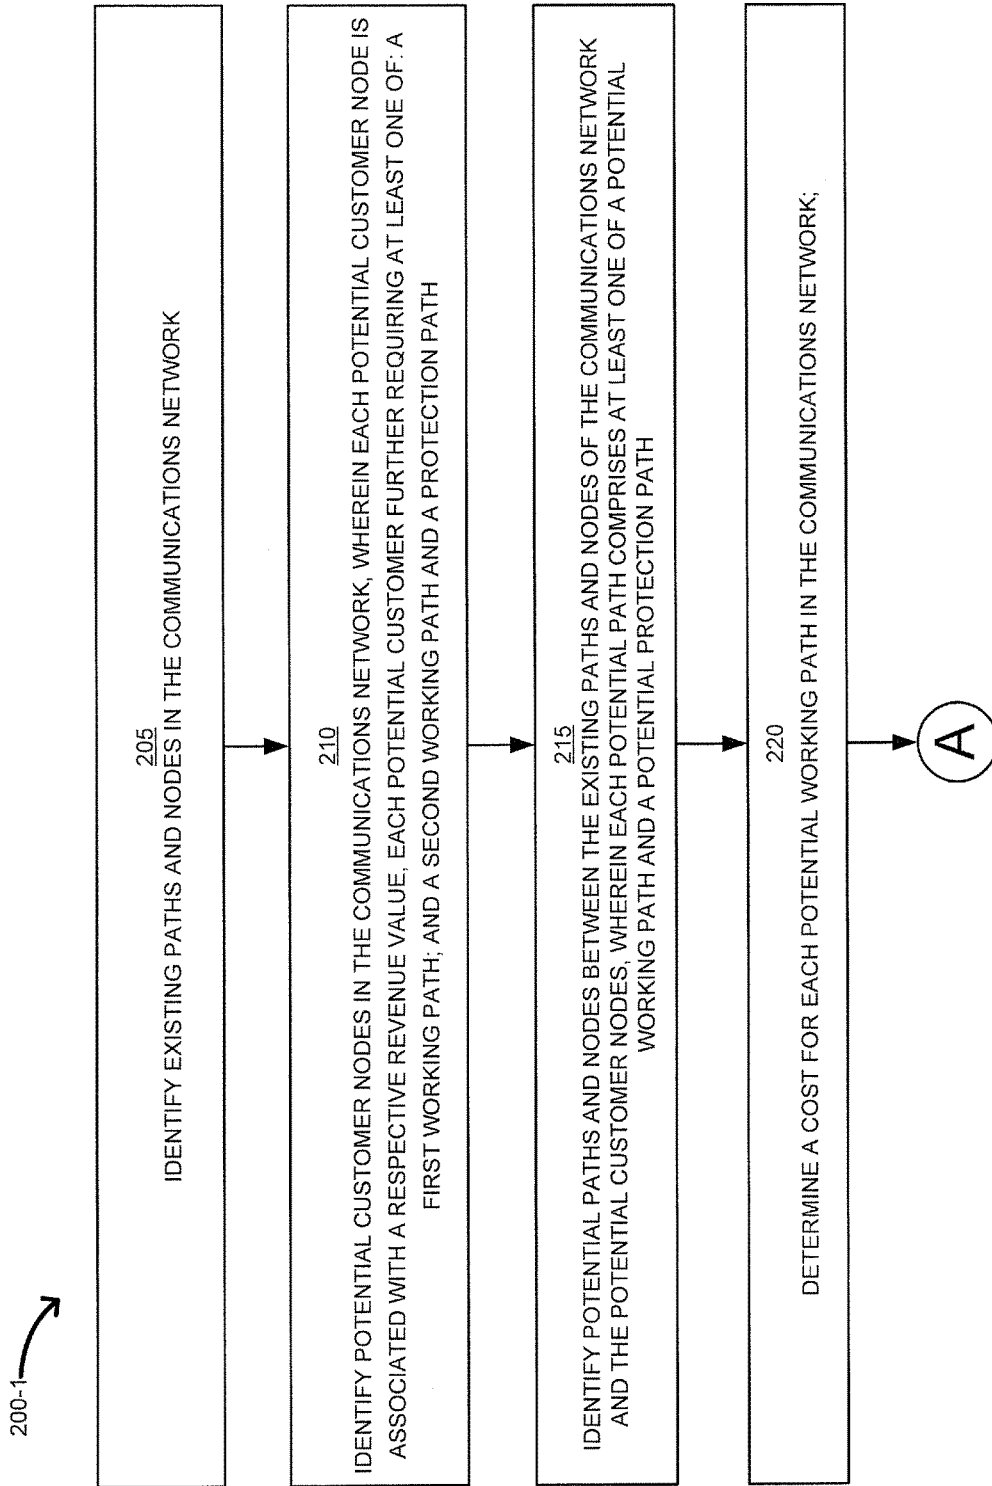 200-1
205
IDENTIFY EXISTING PATHS AND NODES IN THE COMMUNICATIONS NETWORK
210
IDENTIFY POTENTIAL CUSTOMER NODES IN THE COMMUNICATIONS NETWORK, WHEREIN EACH POTENTIAL CUSTOMER NODE IS
ASSOCIATED WITH A RESPECTIVE REVENUE VALUE, EACH POTENTIAL CUSTOMER FURTHER REQUIRING AT LEAST ONE OF: A
FIRST WORKING PATH; AND A SECOND WORKING PATH AND A PROTECTION PATH
215
IDENTIFY POTENTIAL PATHS AND NODES BETWEEN THE EXISTING PATHS AND NODES OF THE COMMUNICATIONS NETWORK
AND THE POTENTIAL CUSTOMER NODES, WHEREIN EACH POTENTIAL PATH COMPRISES AT LEAST ONE OF A POTENTIAL
WORKING PATH AND A POTENTIAL PROTECTION PATH
220
DETERMINE A COST FOR EACH POTENTIAL WORKING PATH IN THE COMMUNICATIONS NETWORK;
A